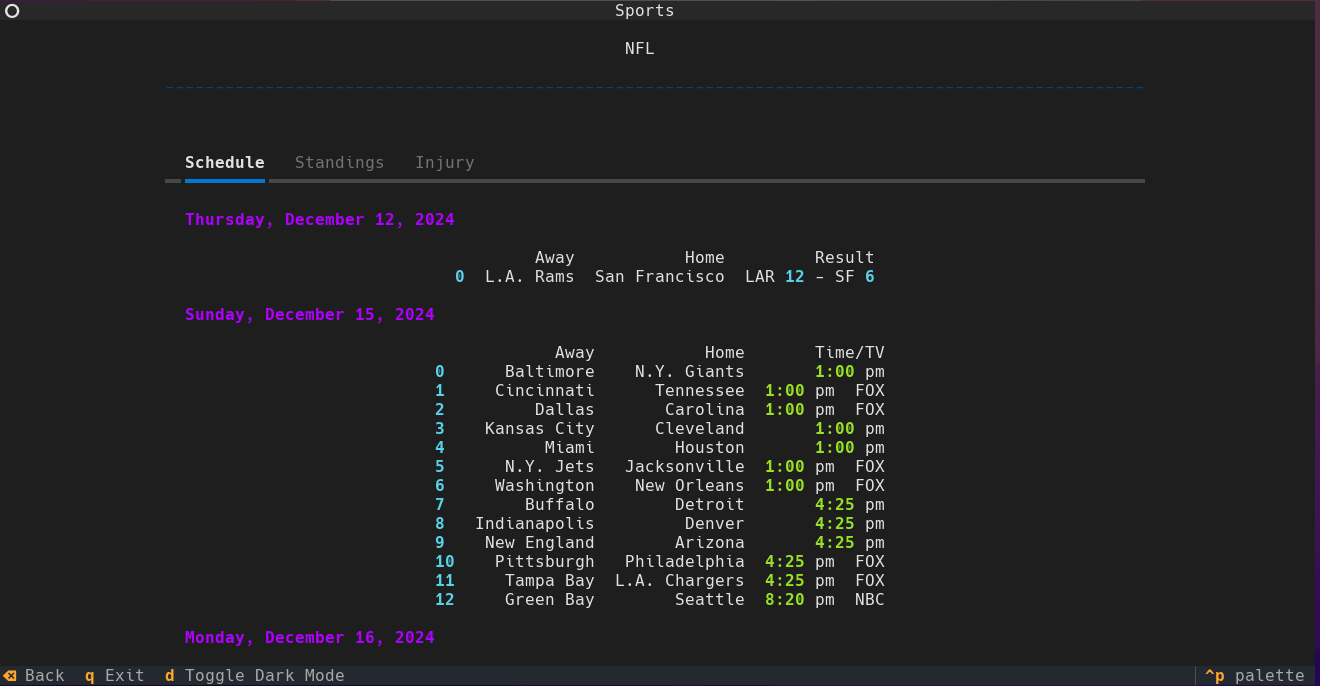 Sports
NFL
Schedule Standings Injury
Thursday, December 12, 2024
Away Home Result
0 L.A. Rams San Francisco LAR 12 - SF 6
Sunday, December 15, 2024
Away Home Time/TV
0 Baltimore N.Y. Giants 1:00 pm
1 Cincinnati Tennessee 1:00 pm FOX
2 Dallas Carolina 1:00 pm FOX
3 Kansas City Cleveland 1:00 pm
4 Miami Houston 1:00 pm
5 N.Y. Jets Jacksonville 1:00 pm FOX
6 Washington New Orleans 1:00 pm FOX
7 Buffalo Detroit 4:25 pm
8 Indianapolis Denver 4:25 pm
9 New England Arizona 4:25 pm
10 Pittsburgh Philadelphia 4:25 pm FOX
11 Tampa Bay L.A. Chargers 4:25 pm FOX
12 Green Bay Seattle 8:20 pm NBC
Monday, December 16, 2024
⌫ Back q Exit d Toggle Dark Mode ^p palette